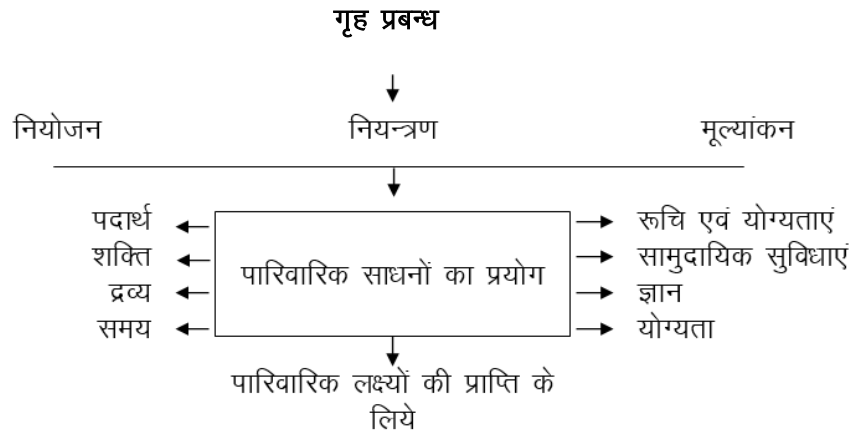 गृह प्रबन्ध
नियोजन नियन्त्रण मूल्यांकन
पदार्थ रूचि एवं योग्यताएं
शक्ति सामुदायिक सुविधाएं
पारिवारिक साधनों का प्रयोग
द्रव्य ज्ञान
समय योग्यता
पारिवारिक लक्ष्यों की प्राप्ति के
लिये